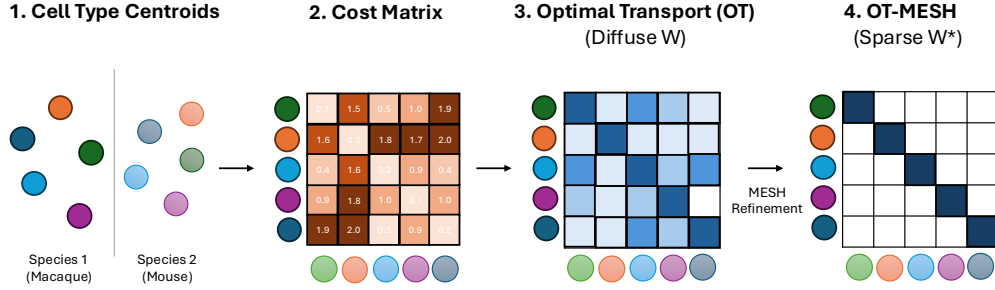 1. Cell Type Centroids
2. Cost Matrix
3. Optimal Transport (OT)
(Diffuse W)
4. OT-MESH
(Sparse W*)
0.1 1.5 0.5 1.0 1.9
1.6 0.2 1.8 1.7 2.0
0.4 1.6 0.2 0.9 0.4
0.9 1.8 1.0 0.1 1.0
1.9 2.0 0.3 0.9 0.2
MESH
Refinement
Species 1
(Macaque)
Species 2
(Mouse)